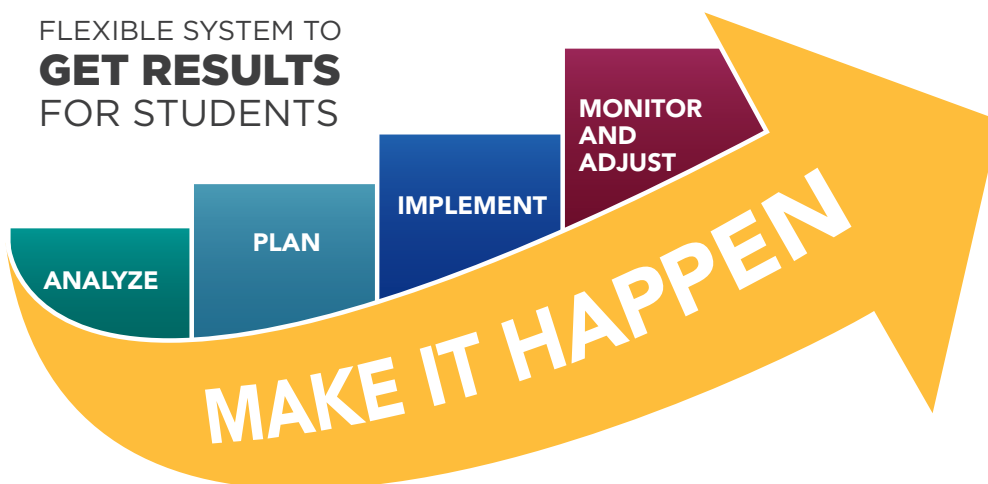 FLEXIBLE SYSTEM TO
GET RESULTS
FOR STUDENTS
ANALYZE
PLAN
IMPLEMENT
MONITOR
AND
ADJUST
MAKE IT HAPPEN